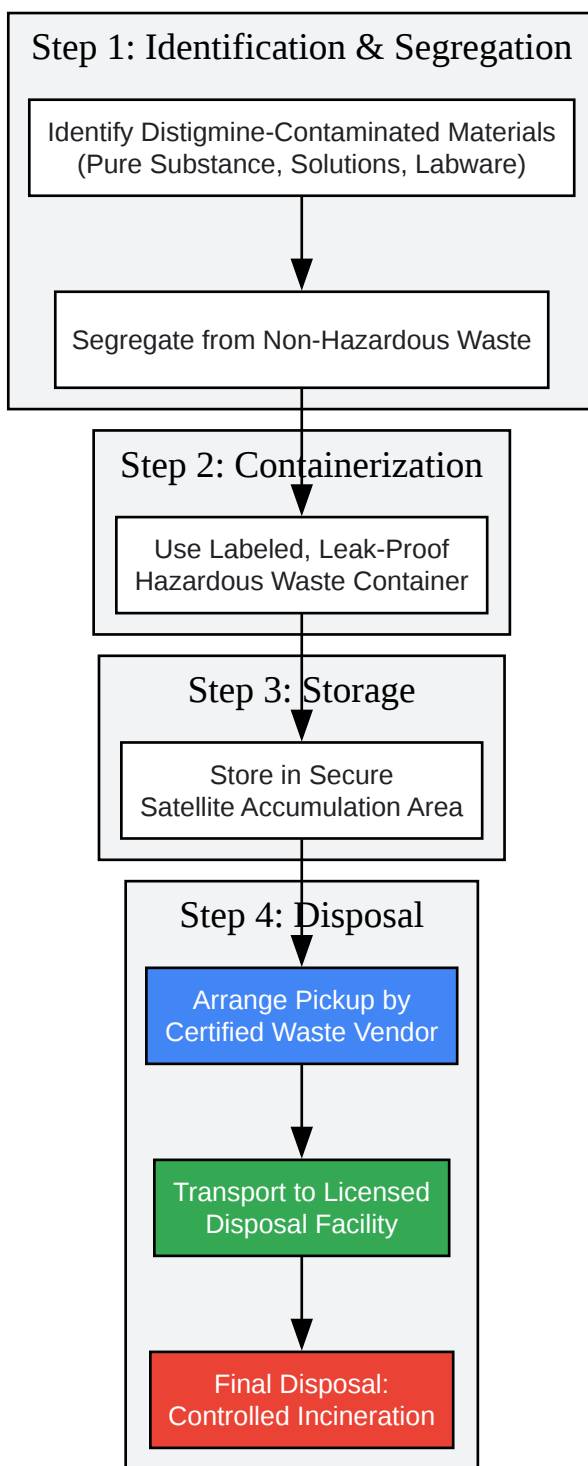 Step 1: Identification & Segregation
Identify Distigmine-Contaminated Materials
(Pure Substance, Solutions, Labware)
Segregate from Non-Hazardous Waste
Step 2: Containerization
Use Labeled, Leak-Proof
Hazardous Waste Container
Step 3: Storage
Store in Secure
Satellite Accumulation Area
Step 4: Disposal
Arrange Pickup by
Certified Waste Vendor
Transport to Licensed
Disposal Facility
Final Disposal:
Controlled Incineration